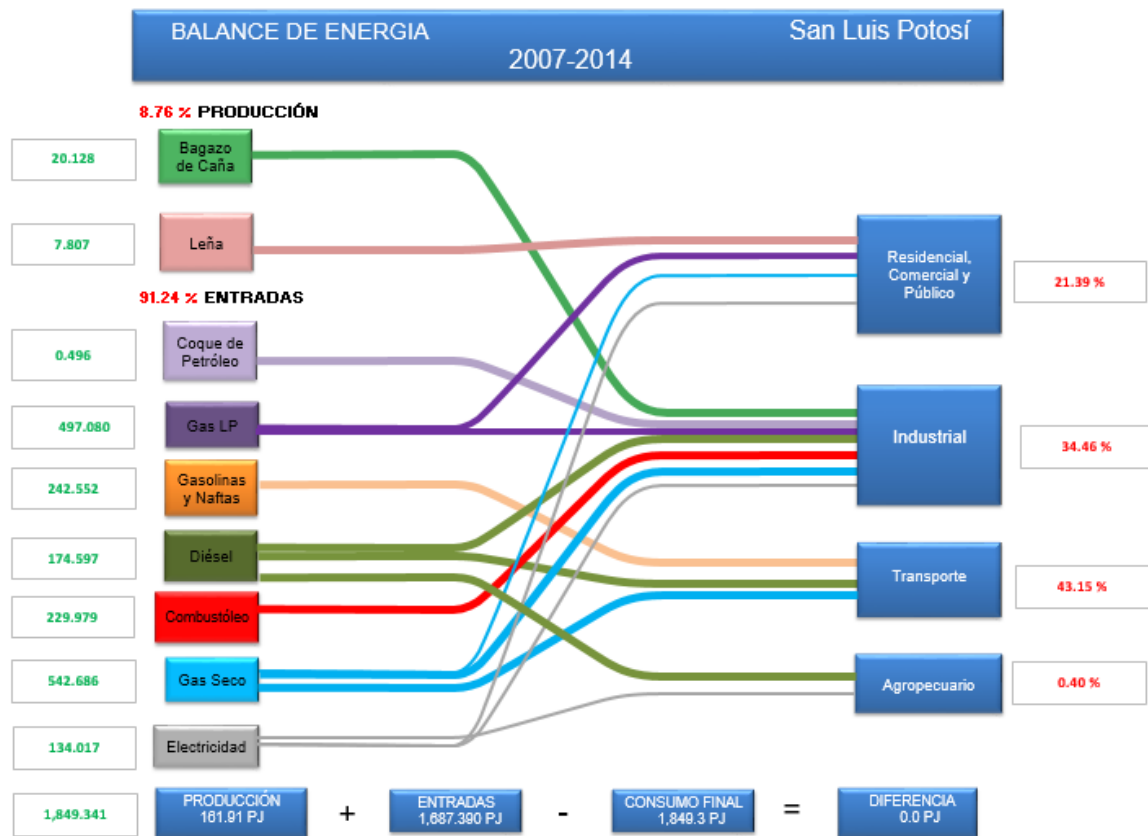 BALANCE DE ENERGIA
San Luis Potosí
2007-2014
8.76 % PRODUCCIÓN
20.128
Bagazo
de Caña
7.807
Leña
Residencial,
Comercial y
Público
21.39 %
91.24 % ENTRADAS
0.496
Coque de
Petróleo
497.080
Gas LP
Industrial
34.46 %
242.552
Gasolinas
y Naftas
174.597
Diésel
Transporte
43.15 %
229.979
Combustóleo
542.686
Gas Seco
Agropecuario
0.40 %
134.017
Electricidad
1,849.341
PRODUCCIÓN
161.91 PJ
+
ENTRADAS
1,687.390 PJ
-
CONSUMO FINAL
1,849.3 PJ
=
DIFERENCIA
0.0 PJ